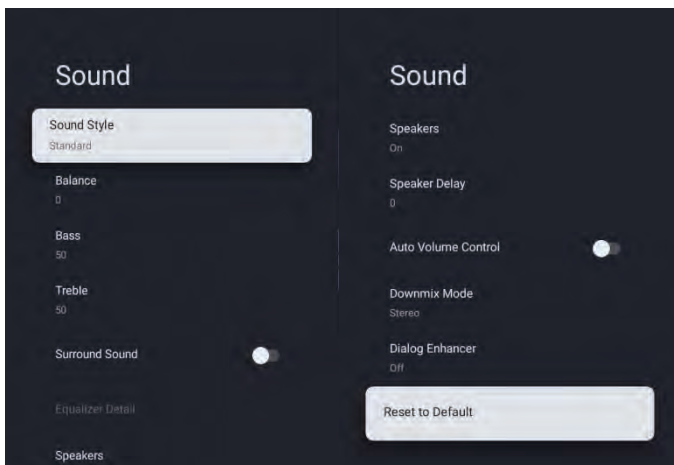 Sound
Sound Style
Standard
Balance
0
Bass
50
Treble
50
Surround Sound
Equalizer Detail
Speakers
Sound
Speakers
On
Speaker Delay
0
Auto Volume Control
Downmix Mode
Stereo
Dialog Enhancer
Off
Reset to Default